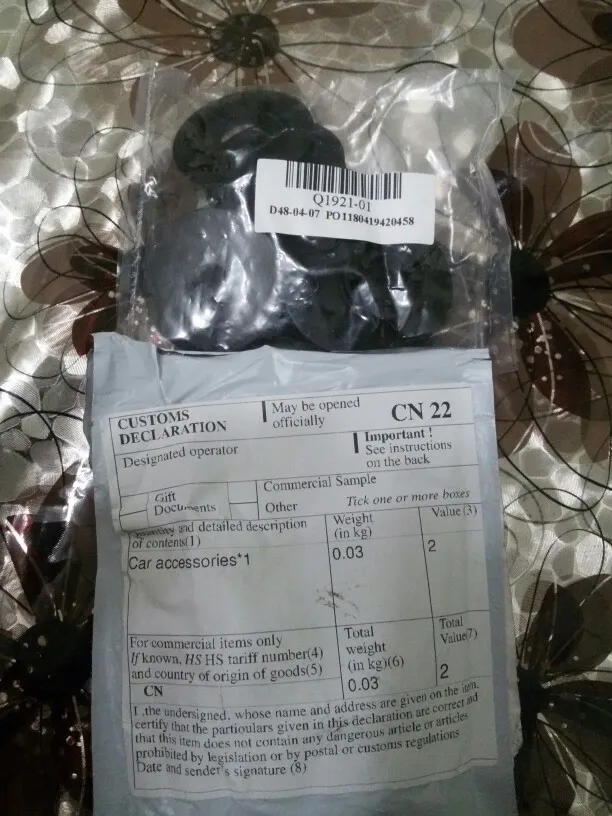 Q1921-01
D48-04-07 PO1180419420458
CUSTOMS
DECLARATION
May be opened
officially
CN 22
Designated operator
Important !
See instructions
on the back
Gift
Documents
Commercial Sample
Other
Tick one or more boxes
and detailed description
of contents(1)
Weight
(in kg)
Value (3)
Car accessories*1
0.03
2
For commercial items only
If known, HS HS tariff number(4)
and country of origin of goods(5)
Total
weight
(in kg)(6)
Total
Value(7)
CN
0.03
2
I ,the undersigned, whose name and address are given on the item,
certify that the particulars given in this declaration are correct and
that this item does not contain any dangerous article or articles
prohibited by legislation or by postal or customs regulations
Date and sender's signature (8)